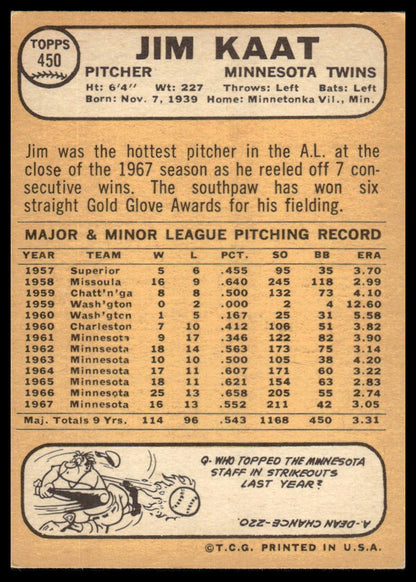 TOPPS
450
JIM KAAT
PITCHER MINNESOTA TWINS
Ht: 6'4" Wt: 227 Throws: Left Bats: Left
Born: Nov. 7, 1939 Home: Minnetonka Vil., Min.
Jim was the hottest pitcher in the A.L. at the
close of the 1967 season as he reeled off 7 con-
secutive wins. The southpaw has won six
straight Gold Glove Awards for his fielding.
MAJOR & MINOR LEAGUE PITCHING RECORD
YEAR TEAM W L PCT. SO BB ERA
1957 Superior 5 6 .455 95 35 3.70
1958 Missoula 16 9 .640 245 118 2.99
1959 Chatt'n'ga 8 8 .500 132 73 4.10
1959 Wash'gton 0 2 .000 2 4 12.60
1960 Wash'gton 1 5 .167 25 31 5.58
1960 Charleston 7 10 .412 106 51 3.82
1961 Minnesota 9 17 .346 122 82 3.90
1962 Minnesota 18 14 .563 173 75 3.14
1963 Minnesota 10 10 .500 105 38 4.20
1964 Minnesota 17 11 .607 171 60 3.22
1965 Minnesota 18 11 .621 154 63 2.83
1966 Minnesota 25 13 .658 205 55 2.74
1967 Minnesota 16 13 .552 211 42 3.05
Maj. Totals 9 Yrs. 114 96 .543 1168 450 3.31
Q-WHO TOPPED THE MINNESOTA
STAFF IN STRIKEOUTS
LAST YEAR?
A-DEAN CHANCE-220.
©T.C.G. PRINTED IN U.S.A.